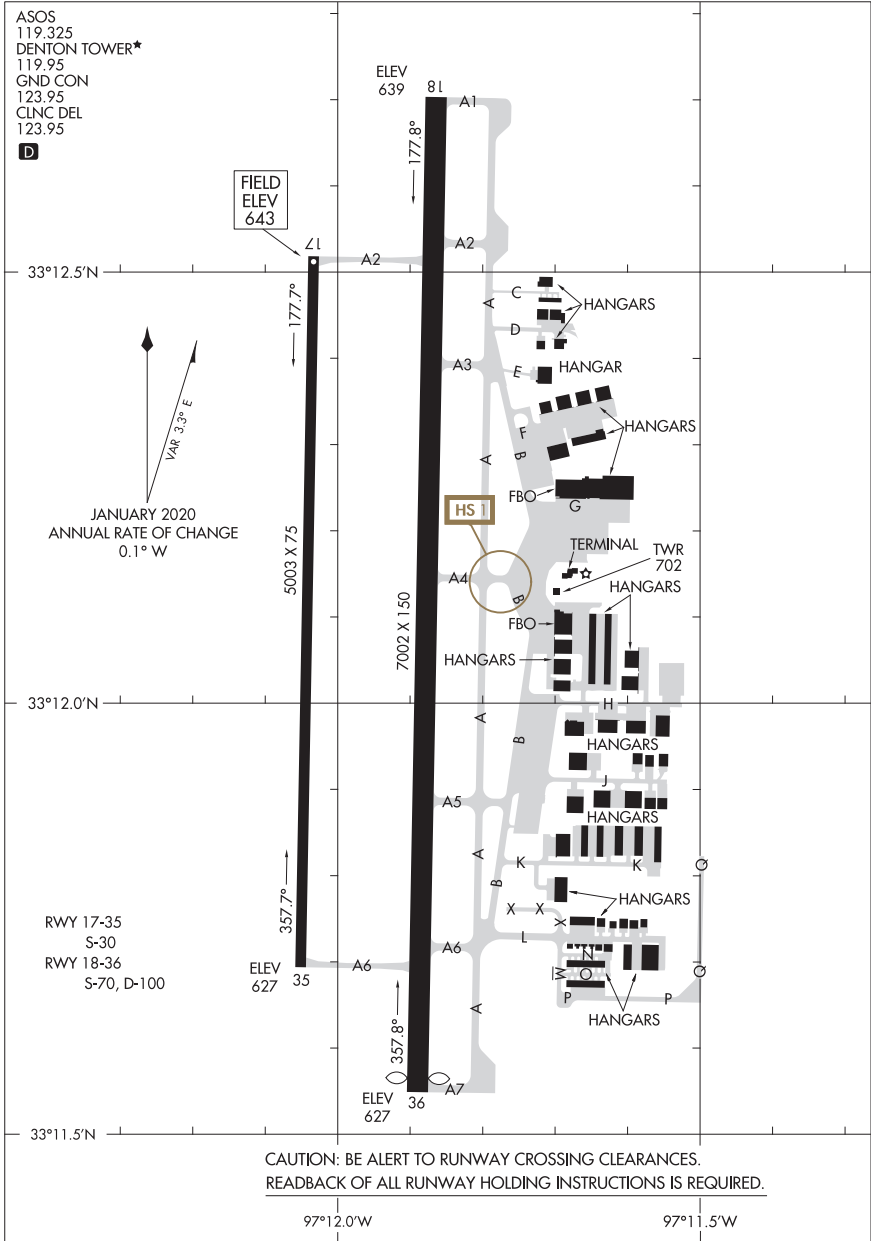 ASOS
119.325
DENTON TOWER★
119.95
GND CON
123.95
CLNC DEL
123.95
D
ELEV
639
18
A1
177.8°
FIELD
ELEV
643
17
A2
A2
33°12.5'N
177.7°
C
A
HANGARS
D
A3
E
HANGAR
VAR 3.3° E
F
HANGARS
A
B
FBO
G
HS 1
JANUARY 2020
ANNUAL RATE OF CHANGE
0.1° W
5003 X 75
7002 X 150
TERMINAL
TWR
702
A4
HANGARS
B
FBO
HANGARS
33°12.0'N
H
A
B
HANGARS
J
A5
HANGARS
A
K
K
Q
B
357.7°
HANGARS
X
X
X
RWY 17-35
S-30
RWY 18-36
S-70, D-100
L
A6
N
ELEV
627
35
A6
W
O
Q
P
P
A
HANGARS
357.8°
ELEV
627
36
A7
33°11.5'N
CAUTION: BE ALERT TO RUNWAY CROSSING CLEARANCES.
READBACK OF ALL RUNWAY HOLDING INSTRUCTIONS IS REQUIRED.
97°12.0'W
97°11.5'W